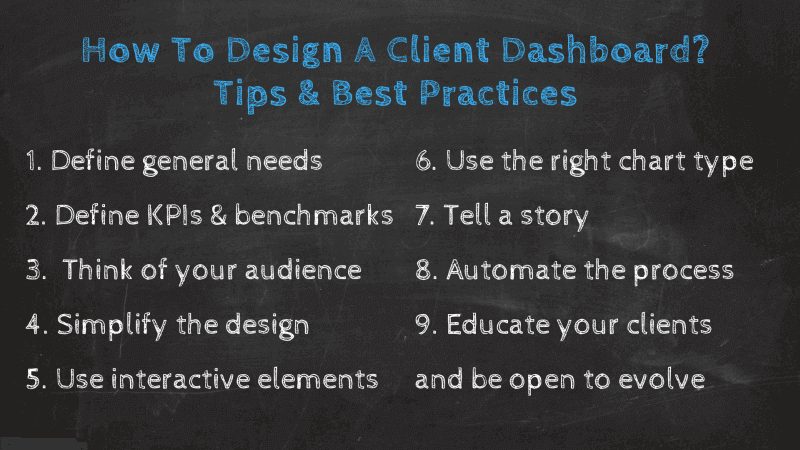 How To Design A Client Dashboard?
Tips & Best Practices
1. Define general needs
2. Define KPIs & benchmarks
3. Think of your audience
4. Simplify the design
5. Use interactive elements
6. Use the right chart type
7. Tell a story
8. Automate the process
9. Educate your clients
and be open to evolve